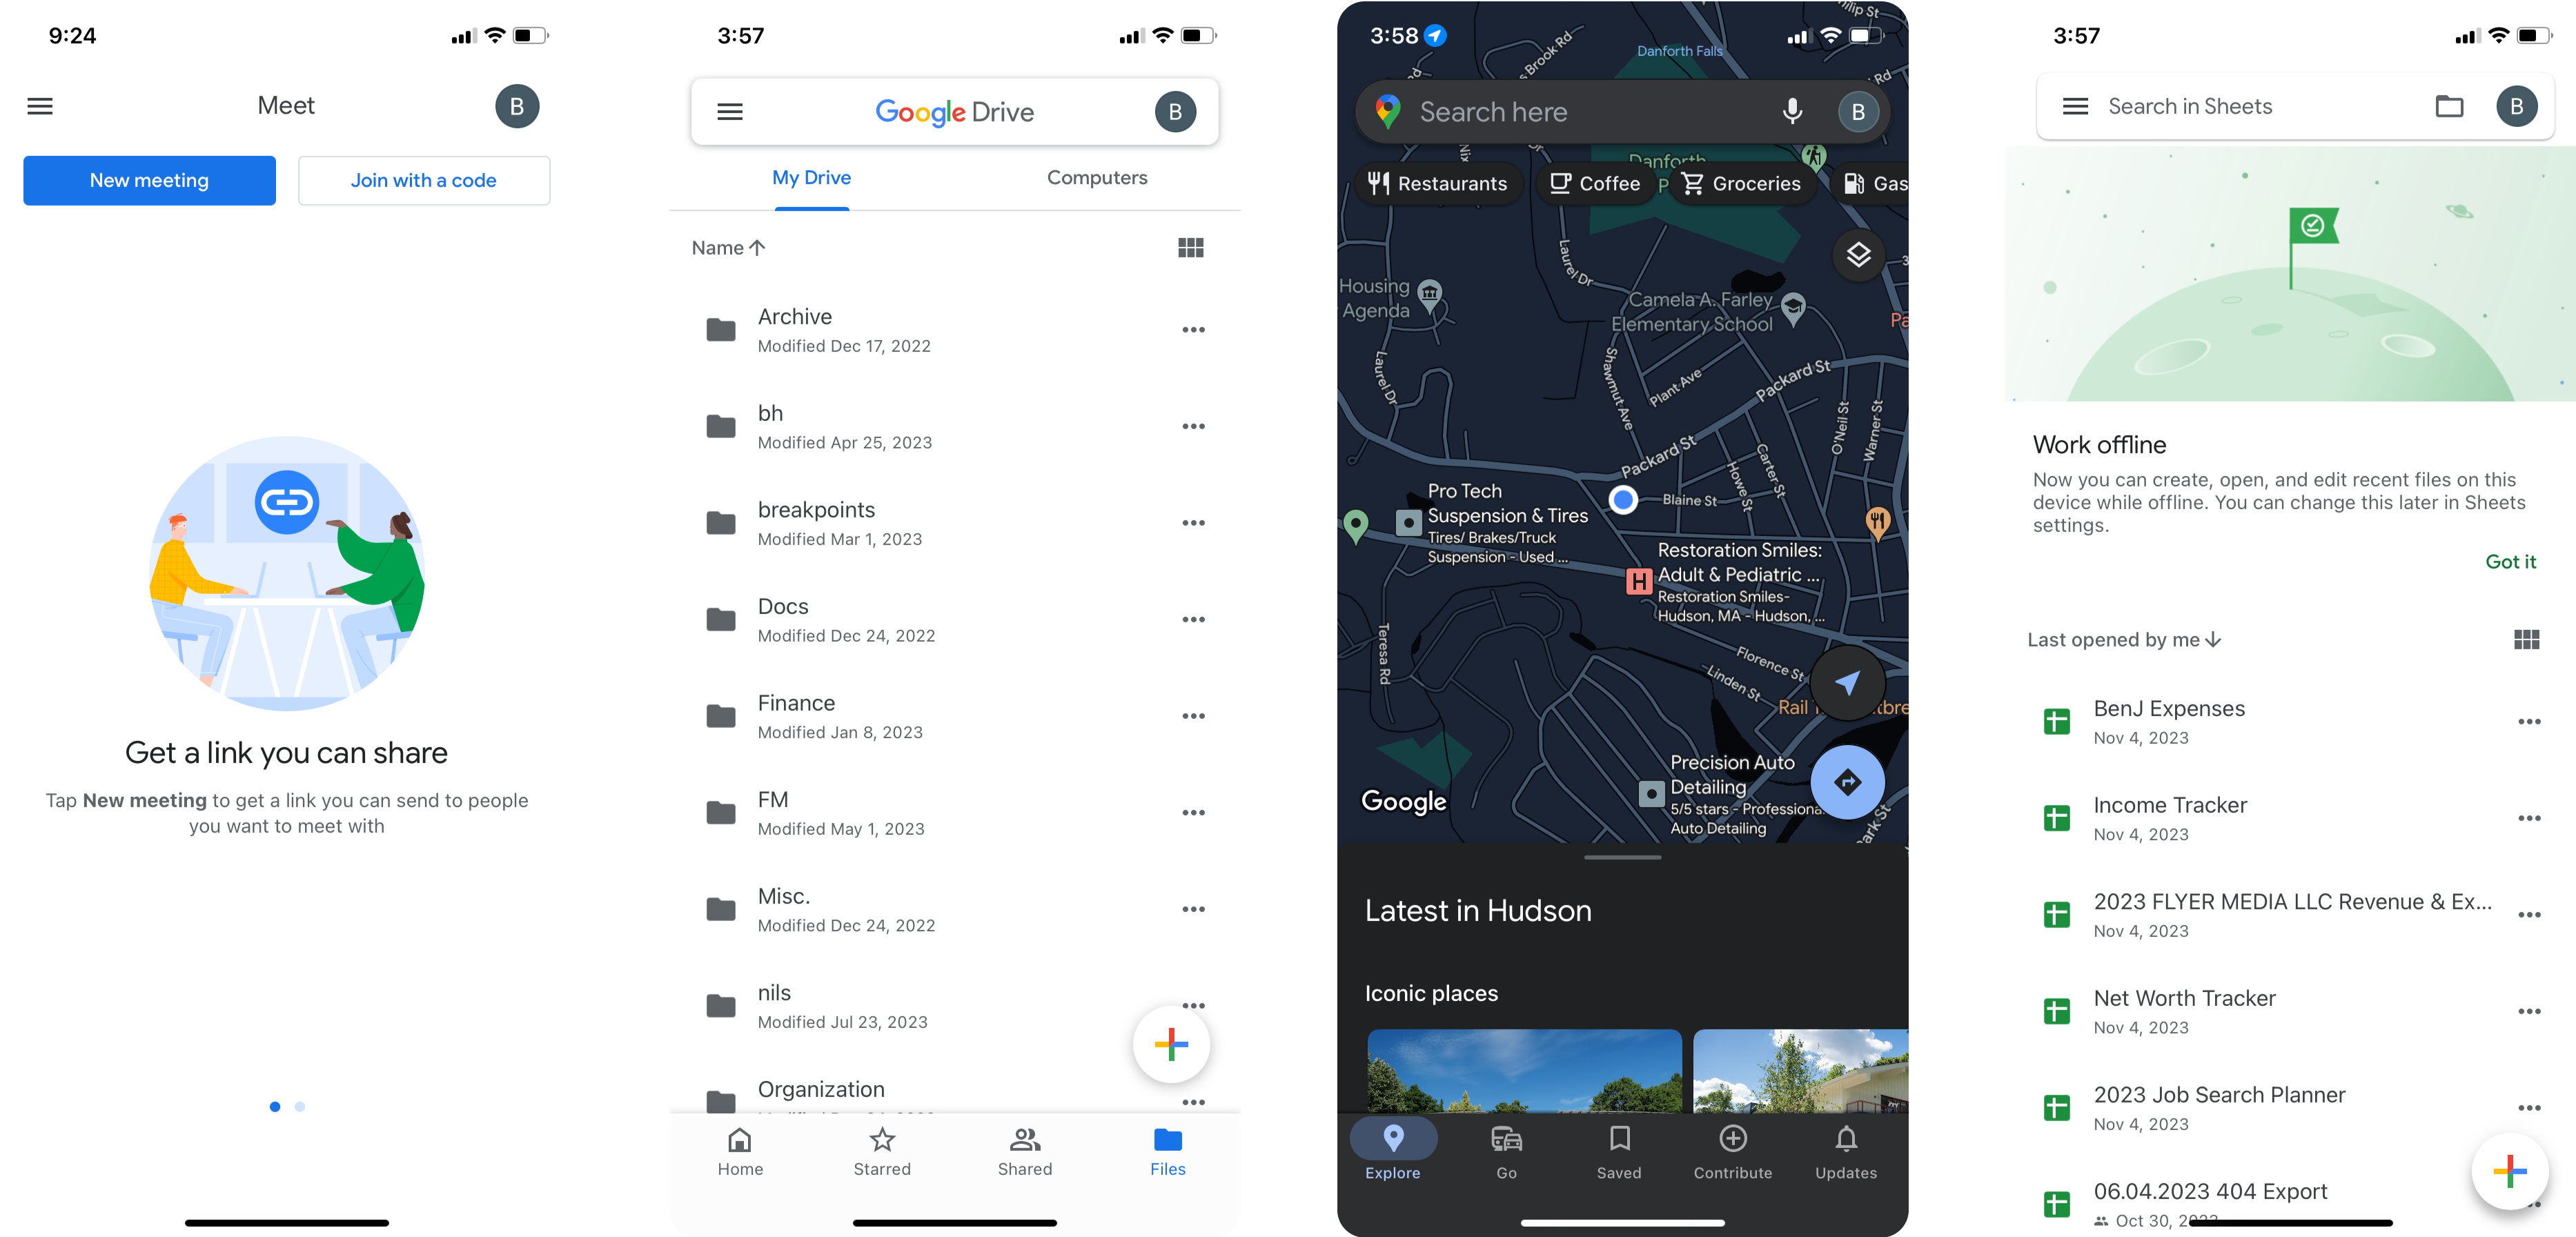 9:24
Meet
B
New meeting
Join with a code
Get a link you can share
Tap New meeting to get a link you can send to people
you want to meet with
3:57
Google Drive
B
My Drive
Computers
Name
Archive
Modified Dec 17, 2022
bh
Modified Apr 25, 2023
breakpoints
Modified Mar 1, 2023
Docs
Modified Dec 24, 2022
Finance
Modified Jan 8, 2023
FM
Modified May 1, 2023
Misc.
Modified Dec 24, 2022
nils
Modified Jul 23, 2023
Organization
Home
Starred
Shared
Files
3:58
Danforth Falls
Brook Rd
Rd
Search here
B
Danforth
P
Restaurants
Coffee
Groceries
Gas
Laurel Dr
Housing
Agenda
Camela A. Farley
Elementary School
Laurel Dr
Shawmut Ave
Plant Ave
Packard St
O'Neil St
Warner St
Packard St
Carter St
Howe St
Blaine St
Pro Tech
Suspension & Tires
Tires/ Brakes/Truck
Suspension - Used ...
Restoration Smiles:
Adult & Pediatric ...
H
Restoration Smiles-
Hudson, MA - Hudson, ...
Teresa Rd
Florence St
Linden St
Rail
Precision Auto
Detailing
5/5 stars - Professiona
Auto Detailing
Google
Latest in Hudson
Iconic places
Explore
Go
Saved
Contribute
Updates
3:57
Search in Sheets
B
Work offline
Now you can create, open, and edit recent files on this
device while offline. You can change this later in Sheets
settings.
Got it
Last opened by me
BenJ Expenses
Nov 4, 2023
Income Tracker
Nov 4, 2023
2023 FLYER MEDIA LLC Revenue & Ex...
Nov 4, 2023
Net Worth Tracker
Nov 4, 2023
2023 Job Search Planner
Nov 4, 2023
06.04.2023 404 Export
Oct 30, 2023